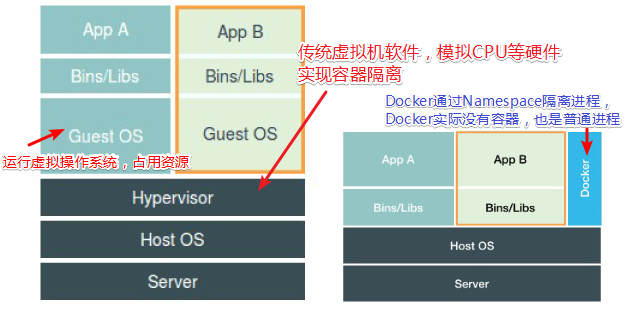 App A
App B
传统虚拟机软件，模拟CPU等硬件
实现容器隔离
Bins/Libs
Bins/Libs
Docker通过Namespace隔离进程，
Docker实际没有容器，也是普通进程
Guest OS
Guest OS
运行虚拟操作系统，占用资源
Hypervisor
Host OS
Server
App A
App B
Docker
Bins/Libs
Bins/Libs
Host OS
Server